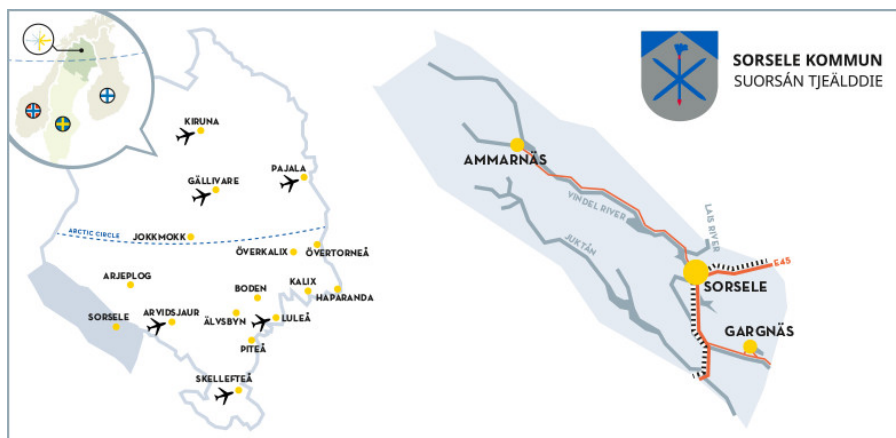 SORSELE KOMMUN
SUORSÁN TJEÄLDDIE
KIRUNA
PAJALA
GÄLLIVARE
ARCTIC CIRCLE
JOKKMOKK
ÖVERKALIX
ÖVERTORNEÅ
ARJEPLOG
BODEN
KALIX
HAPARANDA
SORSELE
ARVIDSJAUR
ÄLVSBYN
LULEÅ
PITEÅ
SKELLEFTEÅ
AMMARNÄS
VINDEL RIVER
LAIS RIVER
JUKTÅN
E45
SORSELE
GARGNÄS